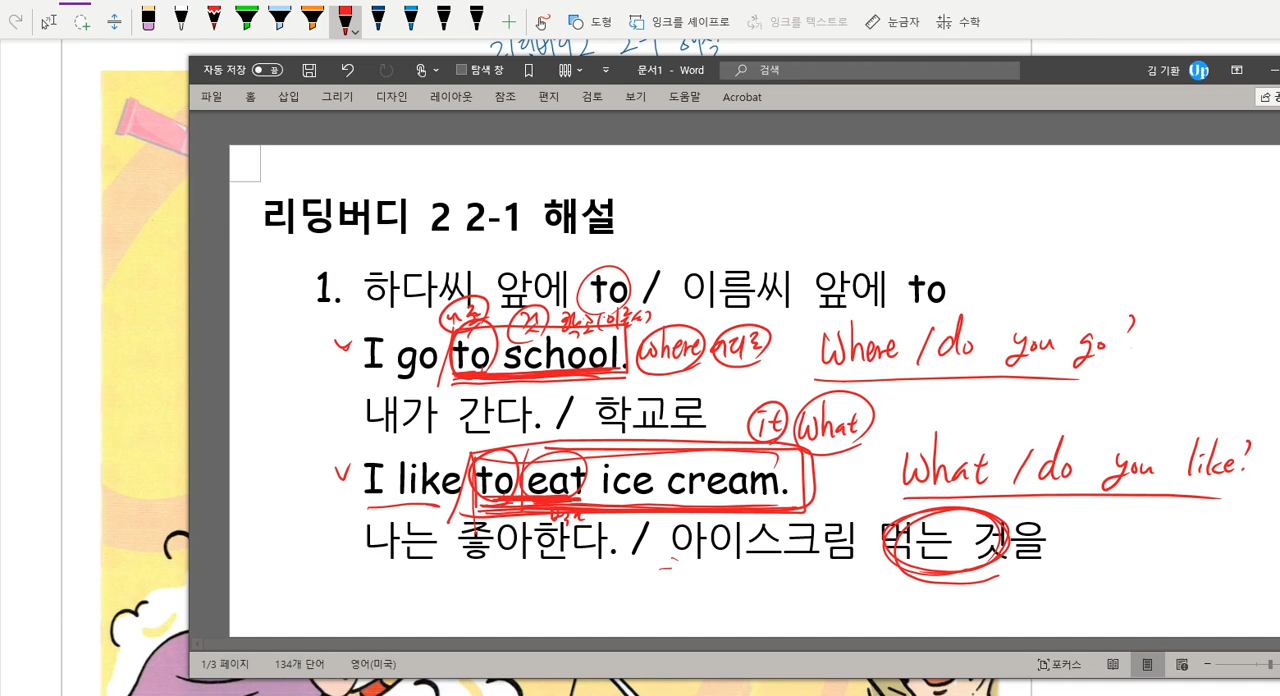 도형 잉크를 셰이프로 잉크를 텍스트로 눈금자 수학
자동 저장 끔 탐색 창 문서1 - Word 검색 김 기환 Up
파일 홈 삽입 그리기 디자인 레이아웃 참조 편지 검토 보기 도움말 Acrobat
리딩버디 2 2-1 해설
1. 하다씨 앞에 to / 이름씨 앞에 to
것
I go to school. where 어디로 Where / do you go?
내가 간다. / 학교로 it what
I like to eat ice cream. What / do you like?
나는 좋아한다. / 아이스크림 먹는 것을
1/3 페이지 134개 단어 영어(미국) 포커스